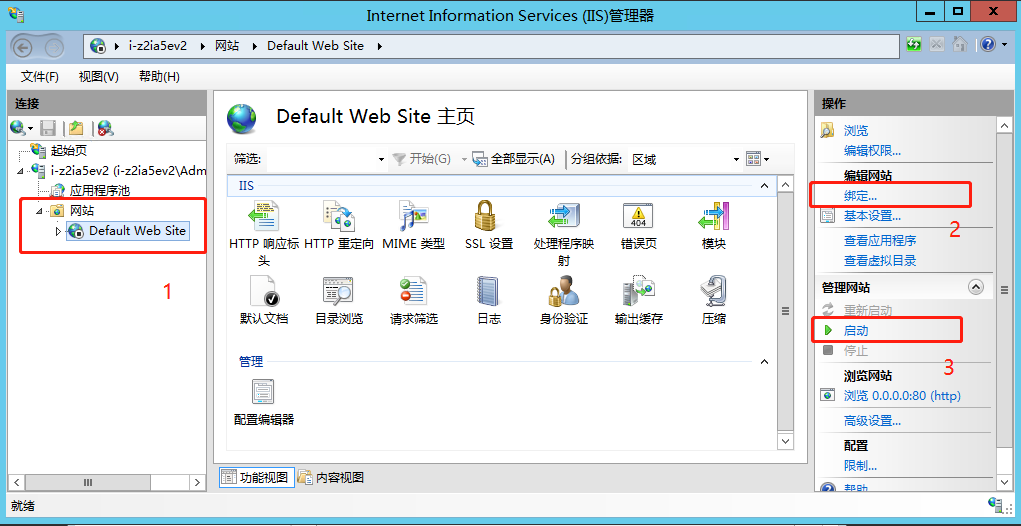 Internet Information Services (IIS)管理器
i-z2ia5ev2 网站 Default Web Site
文件(F) 视图(V) 帮助(H)
连接
起始页
i-z2ia5ev2 (i-z2ia5ev2\Adm
应用程序池
网站
Default Web Site
1
Default Web Site 主页
筛选: 开始(G) 全部显示(A) 分组依据: 区域
IIS
HTTP 响应标头
HTTP 重定向
MIME 类型
SSL 设置
处理程序映射
错误页
模块
默认文档
目录浏览
请求筛选
日志
身份验证
输出缓存
压缩
管理
配置编辑器
功能视图 内容视图
操作
浏览
编辑权限...
编辑网站
绑定...
基本设置...
2
查看应用程序
查看虚拟目录
管理网站
重新启动
启动
停止
3
浏览网站
浏览 0.0.0.0:80 (http)
高级设置...
配置
限制...
帮助
就绪